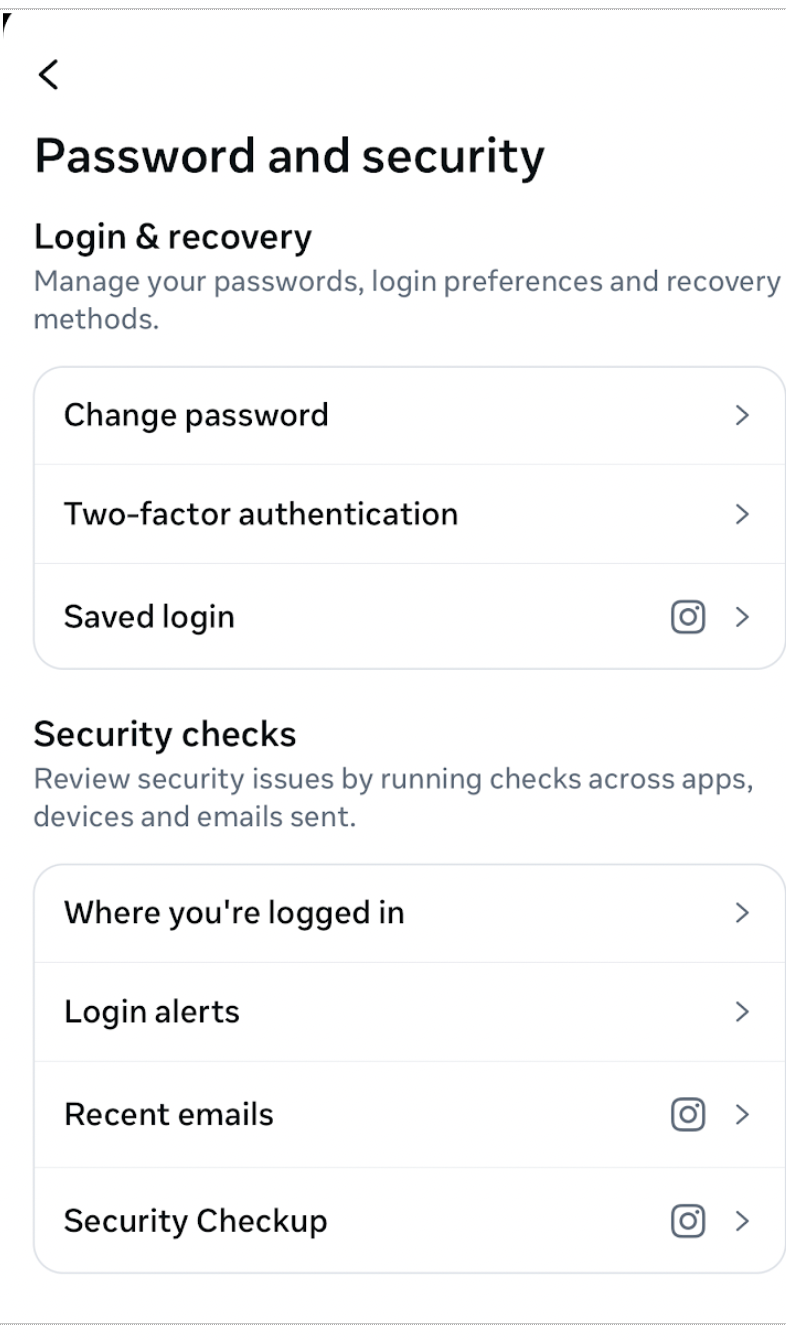 Password and security
Login & recovery
Manage your passwords, login preferences and recovery
methods.
Change password
Two-factor authentication
Saved login
Security checks
Review security issues by running checks across apps,
devices and emails sent.
Where you're logged in
Login alerts
Recent emails
Security Checkup